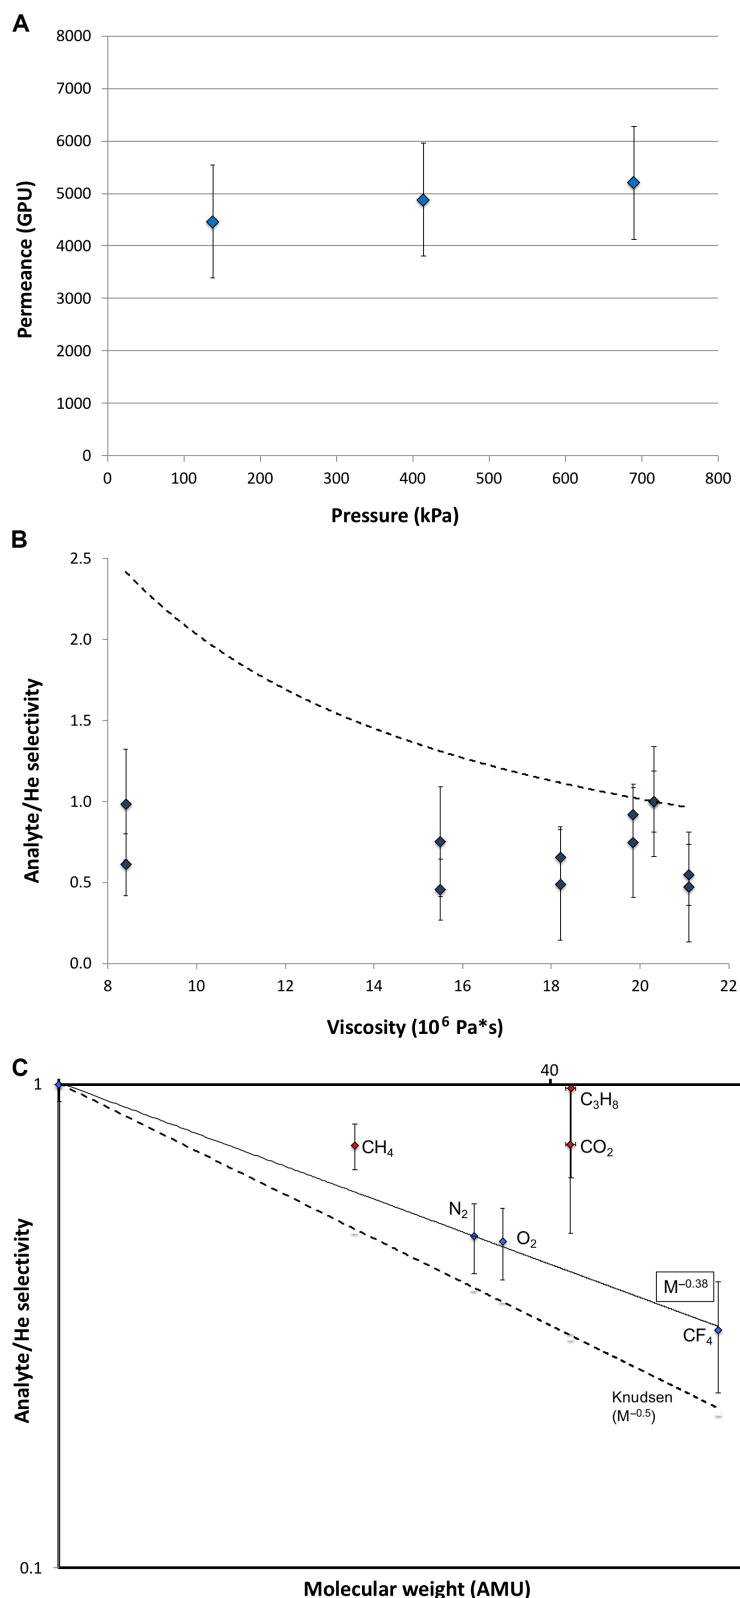 A
8000
7000
6000
5000
4000
3000
2000
1000
0
Permeance (GPU)
0 100 200 300 400 500 600 700 800
Pressure (kPa)
B
2.5
2.0
1.5
1.0
0.5
0.0
Analyte/He selectivity
8 10 12 14 16 18 20 22
Viscosity (10⁶ Pa*s)
C
40
1
C₃H₈
CH₄
CO₂
N₂
O₂
M⁻⁰·³⁸
CF₄
Knudsen
(M⁻⁰·⁵)
Analyte/He selectivity
0.1
Molecular weight (AMU)